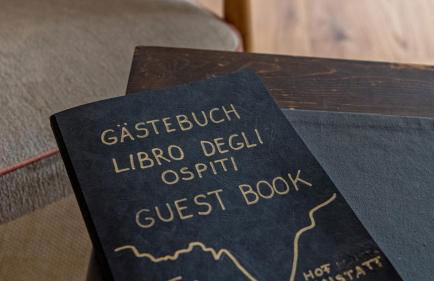 GÄSTEBUCH
LIBRO DEGLI
OSPITI
GUEST BOOK
HOF